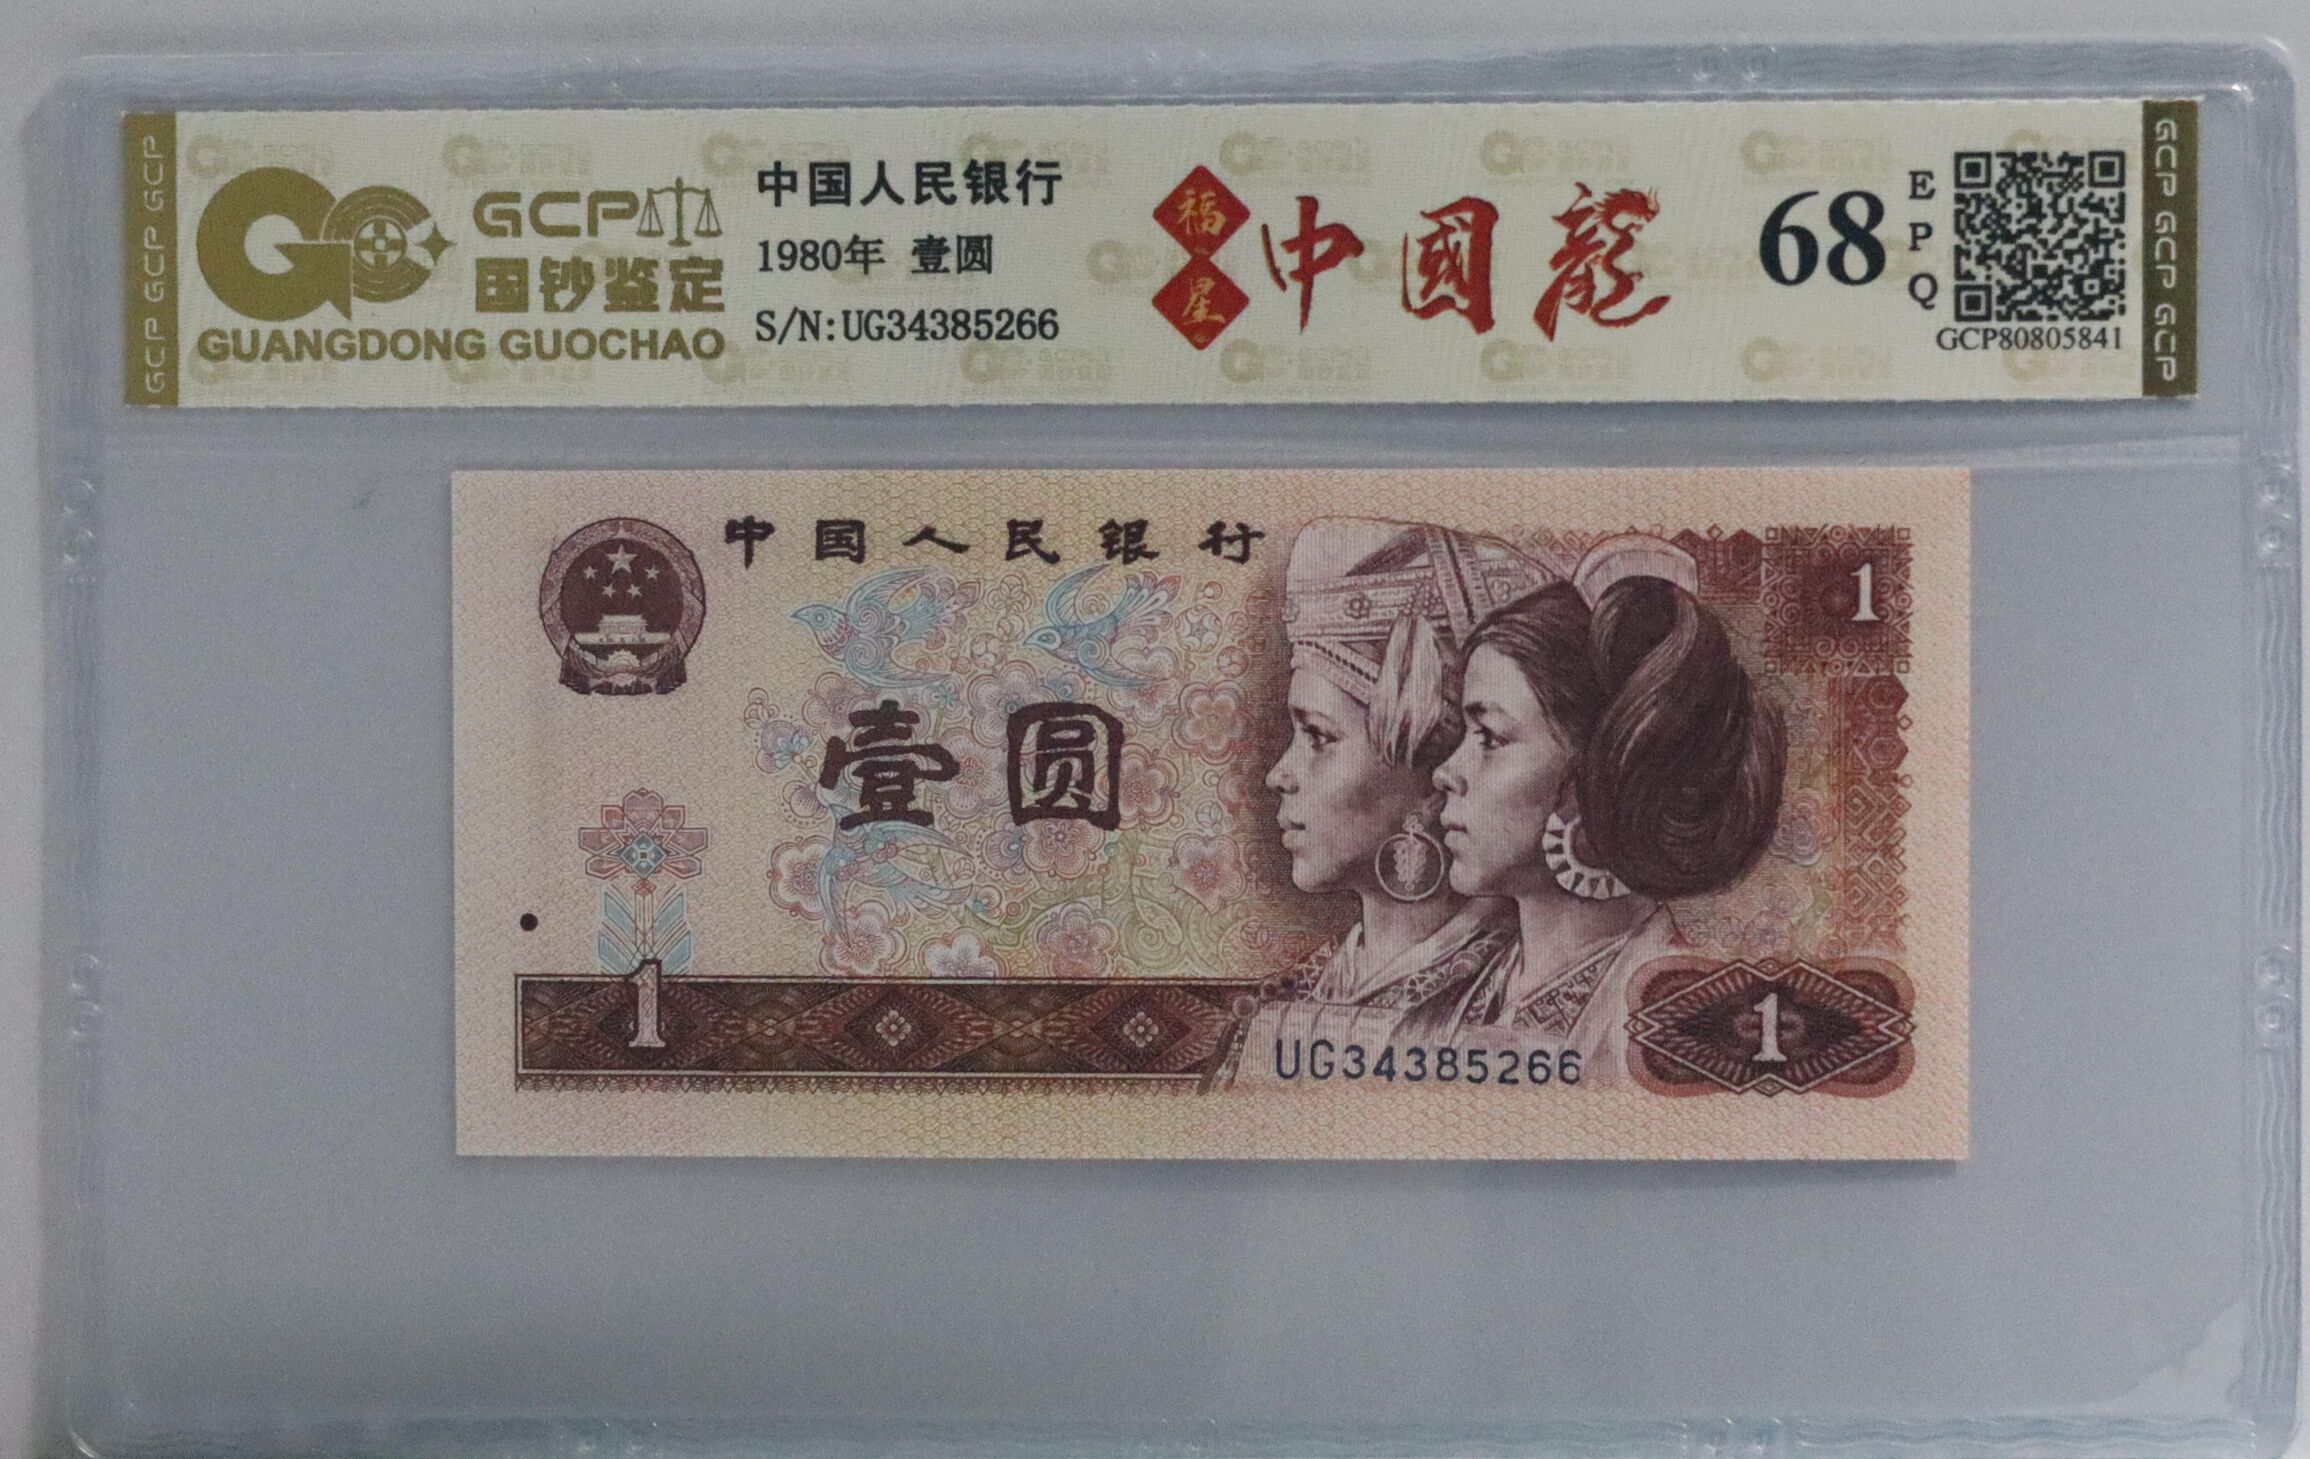 GCP GCP GCP GCP
GCP
国钞鉴定
GUANGDONG GUOCHAO
中国人民银行
1980年 壹圆
S/N:UG34385266
福
星
中國龍
68
E
P
Q
GCP80805841
GCP GCP GCP
中国人民银行
1
壹圆
1
1
UG34385266